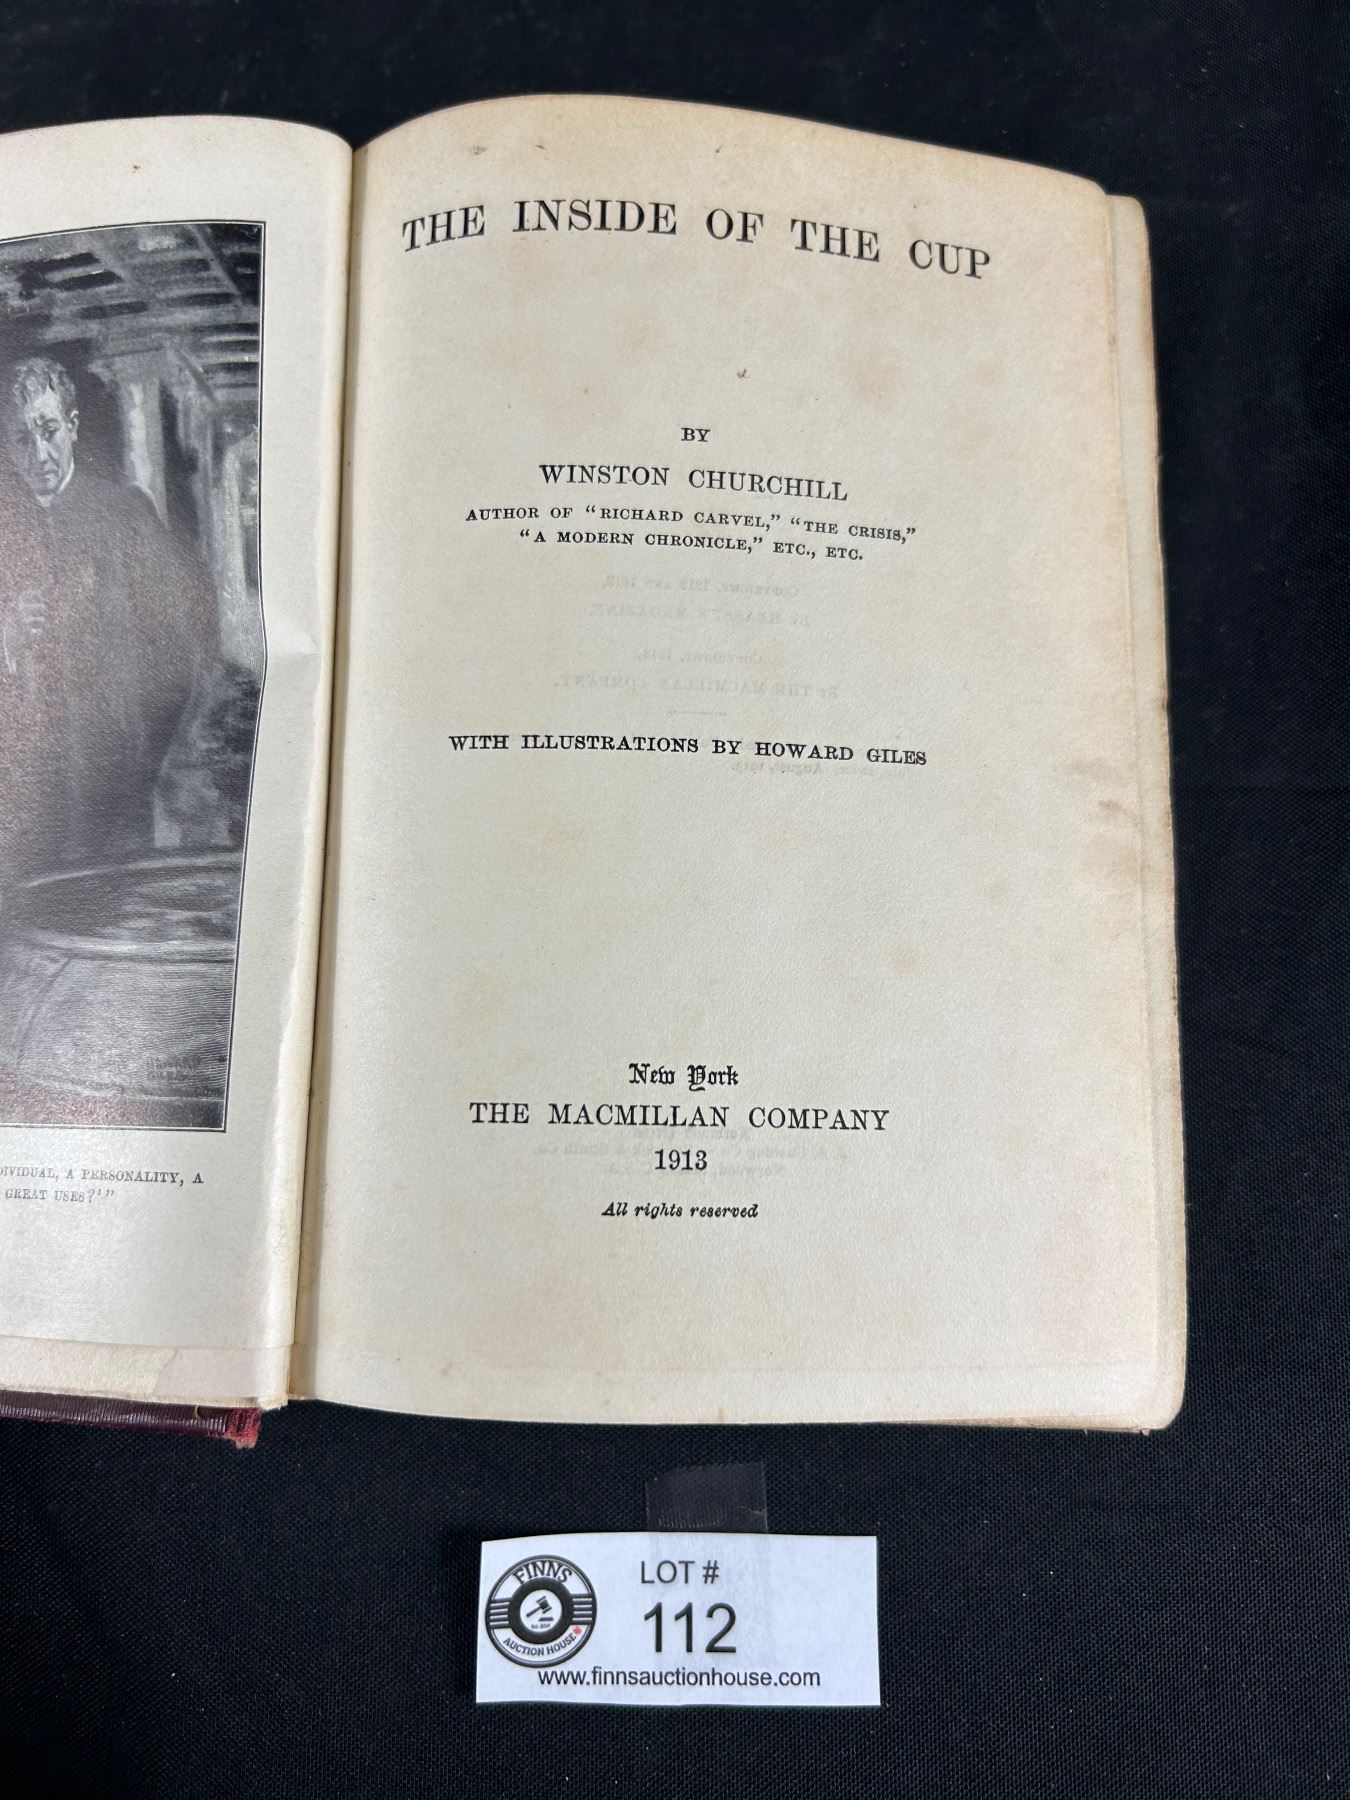 THE INSIDE OF THE CUP
BY
WINSTON CHURCHILL
AUTHOR OF "RICHARD CARVEL," "THE CRISIS,"
"A MODERN CHRONICLE," ETC., ETC.
WITH ILLUSTRATIONS BY HOWARD GILES
New York
THE MACMILLAN COMPANY
1913
All rights reserved
A PERSONALITY, A
GREAT USES?'"
FINNS
AUCTION HOUSE
LOT #
112
www.finnsauctionhouse.com